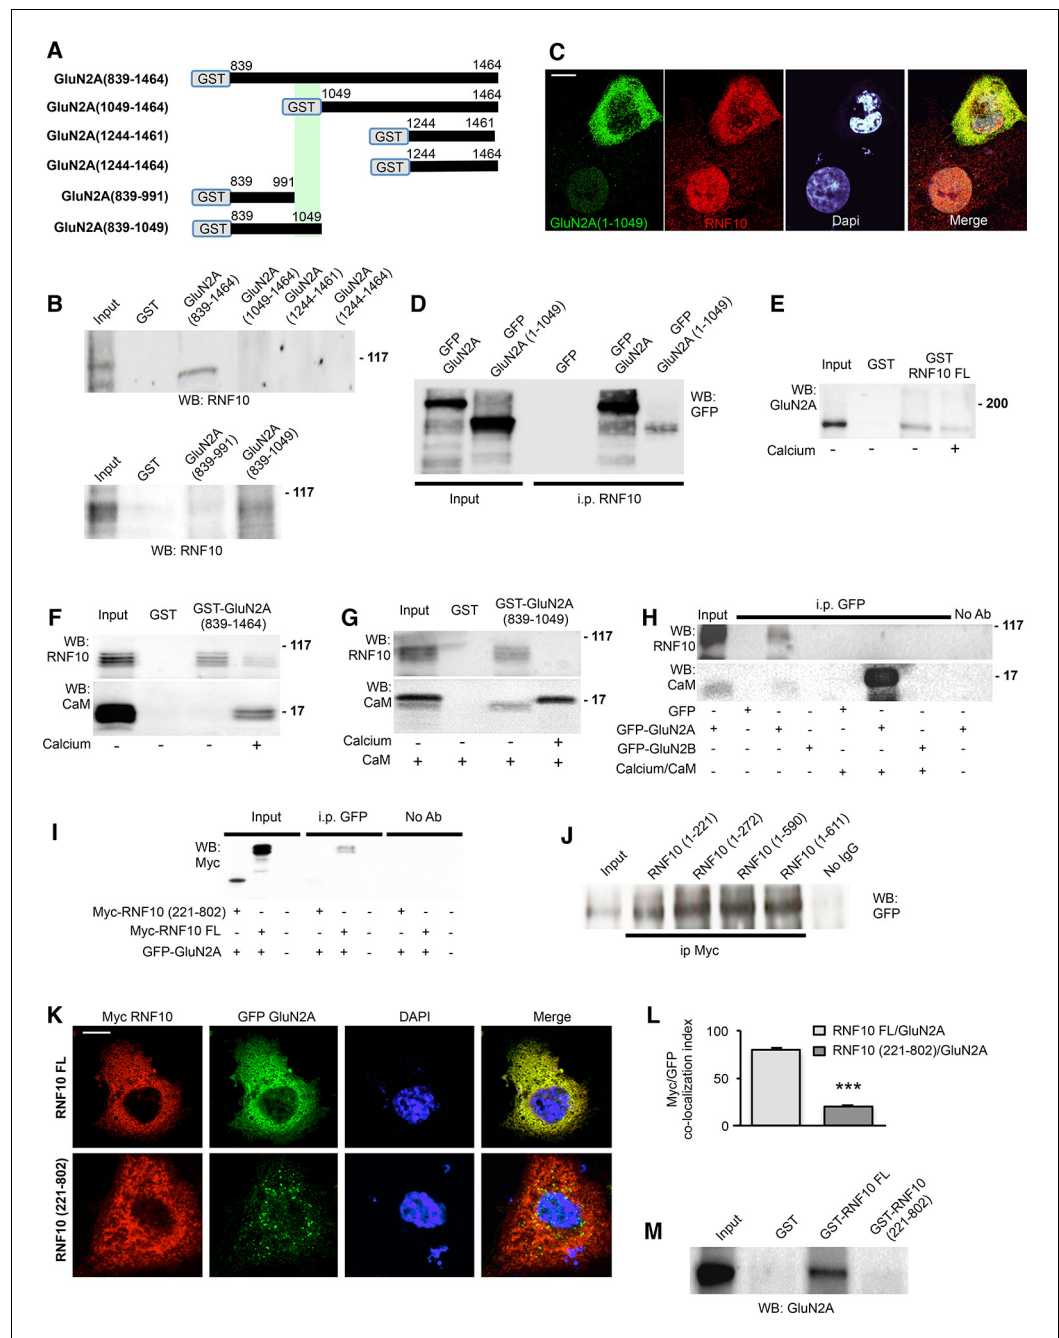 A
GluN2A(839-1464) GST 839 1464
GluN2A(1049-1464) GST 1049 1464
GluN2A(1244-1461) GST 1244 1461
GluN2A(1244-1464) GST 1244 1464
GluN2A(839-991) GST 839 991
GluN2A(839-1049) GST 839 1049
B
Input
GST
GluN2A (839-1464)
GluN2A (1049-1464)
GluN2A (1244-1461)
GluN2A (1244-1464)
- 117
WB: RNF10
Input
GST
GluN2A (839-991)
GluN2A (839-1049)
- 117
WB: RNF10
C
GluN2A(1-1049) RNF10 Dapi Merge
D
GFP GluN2A
GFP GluN2A (1-1049)
GFP
GFP GluN2A
GFP GluN2A (1-1049)
WB: GFP
Input i.p. RNF10
E
Input GST GST RNF10 FL
WB: GluN2A
- 200
Calcium - - - +
F
Input GST GST-GluN2A (839-1464)
WB: RNF10
- 117
WB: CaM
- 17
Calcium - - - +
G
Input GST GST-GluN2A (839-1049)
WB: RNF10
- 117
WB: CaM
- 17
Calcium - - - +
CaM + + + +
H
Input i.p. GFP No Ab
WB: RNF10
- 117
WB: CaM
- 17
GFP - + - - + - - -
GFP-GluN2A + - + - - + - +
GFP-GluN2B - - - + - - + -
Calcium/CaM - - - - + + + -
I
Input i.p. GFP No Ab
WB: Myc
Myc-RNF10 (221-802) + - - + - - + - -
Myc-RNF10 FL - + - - + - - + -
GFP-GluN2A + + - + + - + + -
J
Input
RNF10 (1-221)
RNF10 (1-272)
RNF10 (1-590)
RNF10 (1-611)
No IgG
WB: GFP
ip Myc
K
Myc RNF10 GFP GluN2A DAPI Merge
RNF10 FL
RNF10 (221-802)
L
Myc/GFP co-localization index
100
50
0
RNF10 FL/GluN2A
RNF10 (221-802)/GluN2A
***
M
Input
GST
GST-RNF10 FL
GST-RNF10 (221-802)
WB: GluN2A